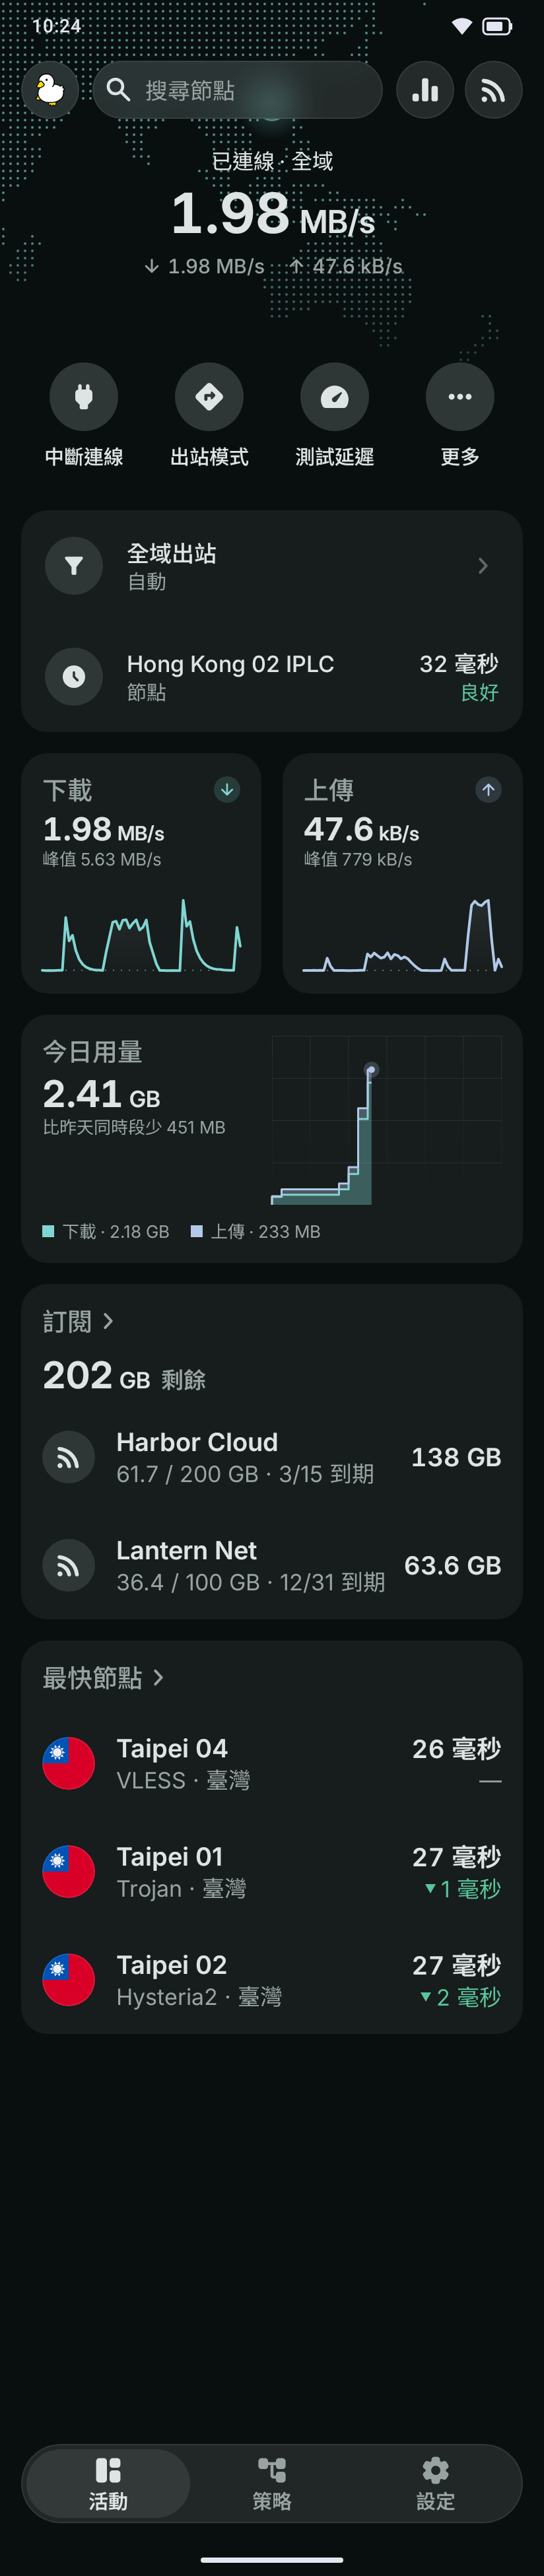 10:24
搜尋節點
已連線 · 全域
1.98 MB/s
1.98 MB/s 47.6 kB/s
中斷連線 出站模式 測試延遲 更多
全域出站
自動
Hong Kong 02 IPLC 32 毫秒
節點 良好
下載 上傳
1.98 MB/s 47.6 kB/s
峰值 5.63 MB/s 峰值 779 kB/s
今日用量
2.41 GB
比昨天同時段少 451 MB
下載 · 2.18 GB 上傳 · 233 MB
訂閱
202 GB 剩餘
Harbor Cloud 138 GB
61.7 / 200 GB · 3/15 到期
Lantern Net 63.6 GB
36.4 / 100 GB · 12/31 到期
最快節點
Taipei 04 26 毫秒
VLESS · 臺灣 —
Taipei 01 27 毫秒
Trojan · 臺灣 ▼1 毫秒
Taipei 02 27 毫秒
Hysteria2 · 臺灣 ▼2 毫秒
活動 策略 設定